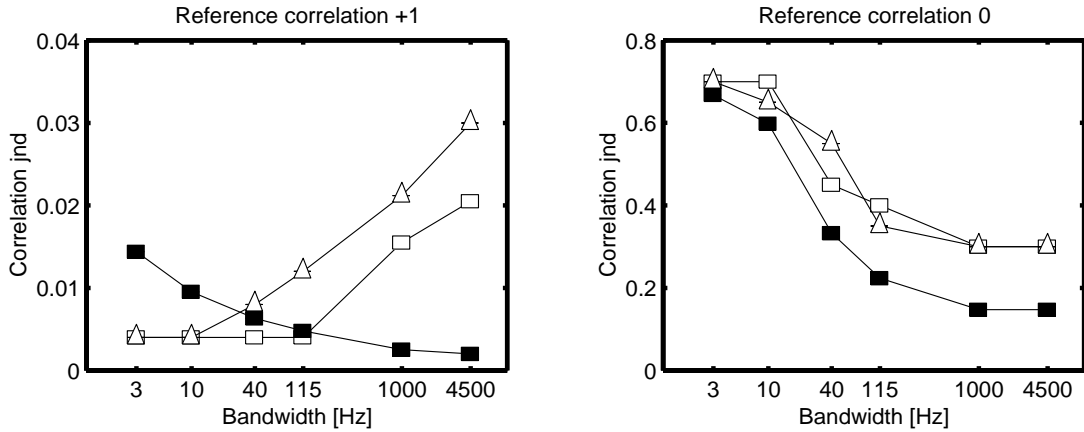 Reference correlation +1
0.04
0.03
0.02
0.01
0
Correlation jnd
3 10 40 115 1000 4500
Bandwidth [Hz]
Reference correlation 0
0.8
0.6
0.4
0.2
0
Correlation jnd
3 10 40 115 1000 4500
Bandwidth [Hz]